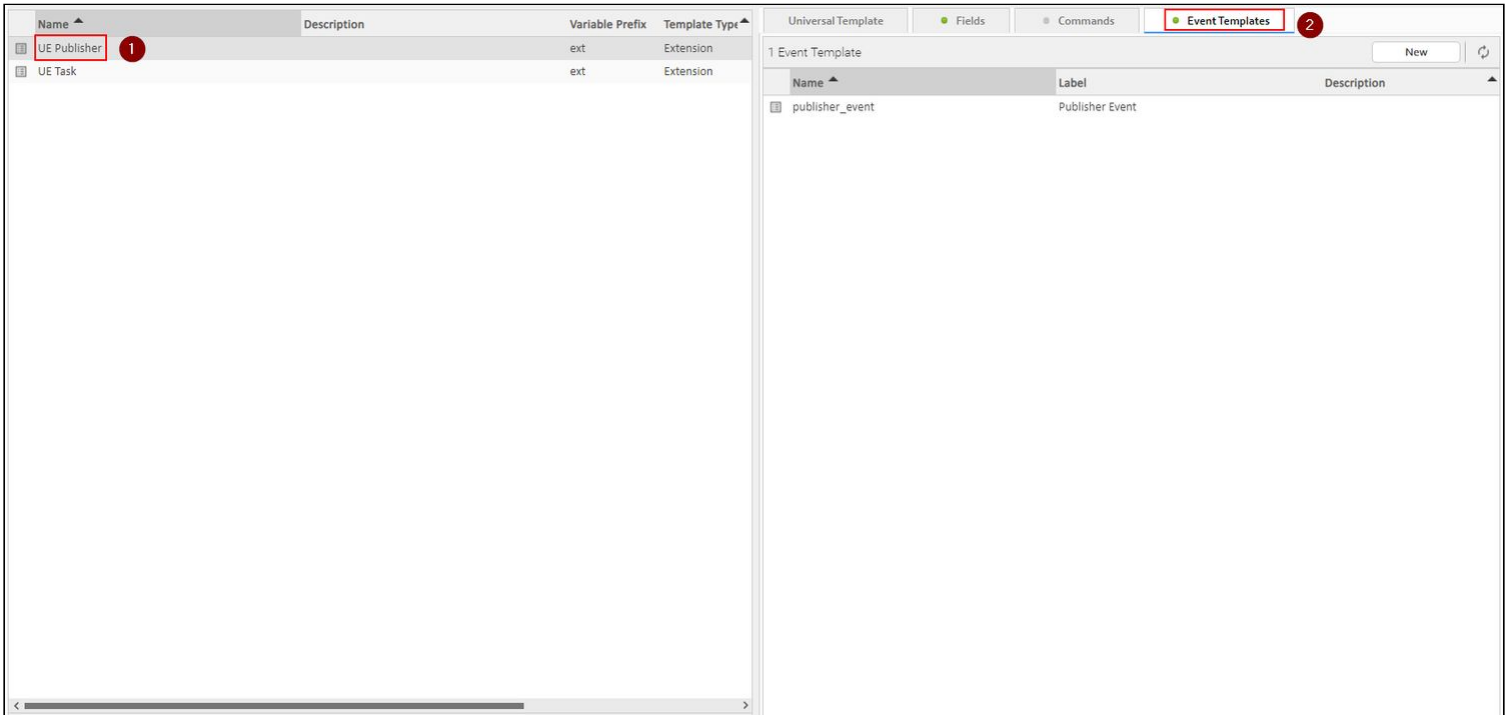 Name Description Variable Prefix Template Type
UE Publisher 1 ext Extension
UE Task ext Extension
Universal Template Fields Commands Event Templates 2
1 Event Template New
Name Label Description
publisher_event Publisher Event